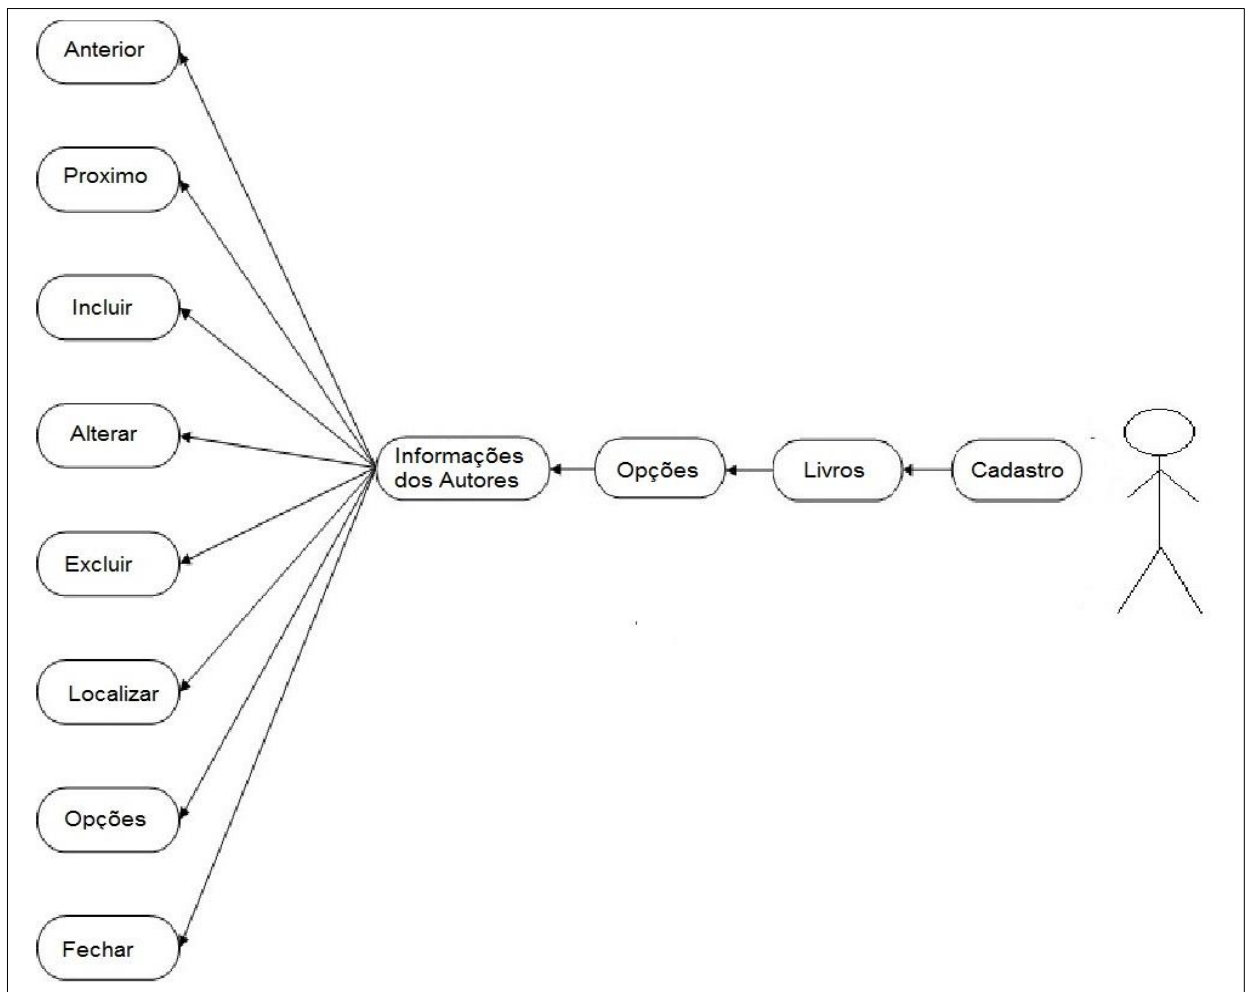 Anterior
Proximo
Incluir
Alterar
Excluir
Localizar
Opções
Fechar
Informações
dos Autores
Opções
Livros
Cadastro